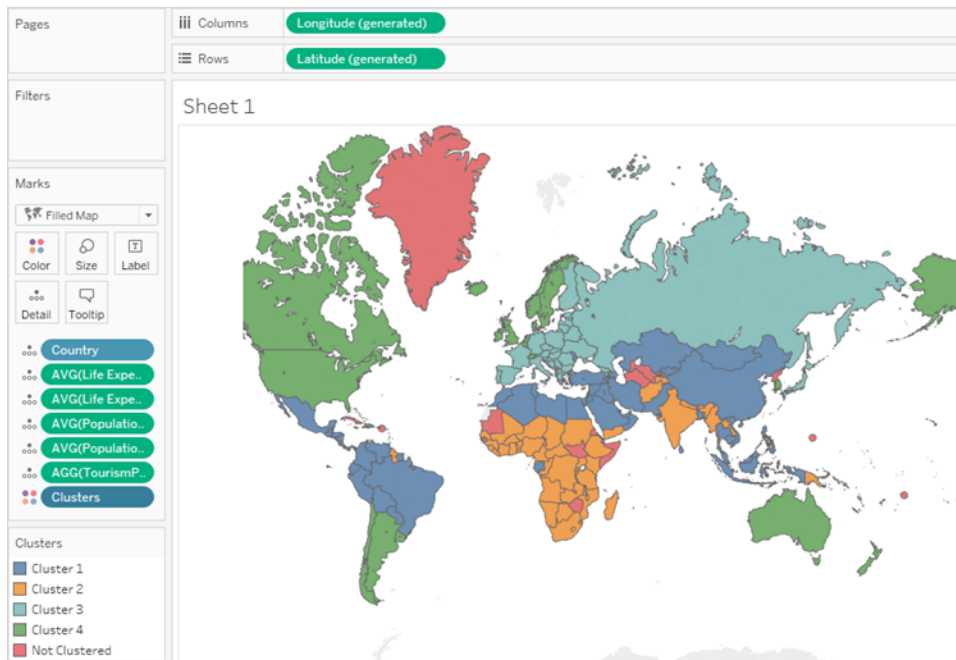 Pages
Columns
Longitude (generated)
Rows
Latitude (generated)
Filters
Sheet 1
Marks
Filled Map
Color
Size
T
Label
Detail
Tooltip
Country
AVG(Life Expe..
AVG(Life Expe..
AVG(Populatio..
AVG(Populatio..
AGG(TourismP..
Clusters
Clusters
Cluster 1
Cluster 2
Cluster 3
Cluster 4
Not Clustered